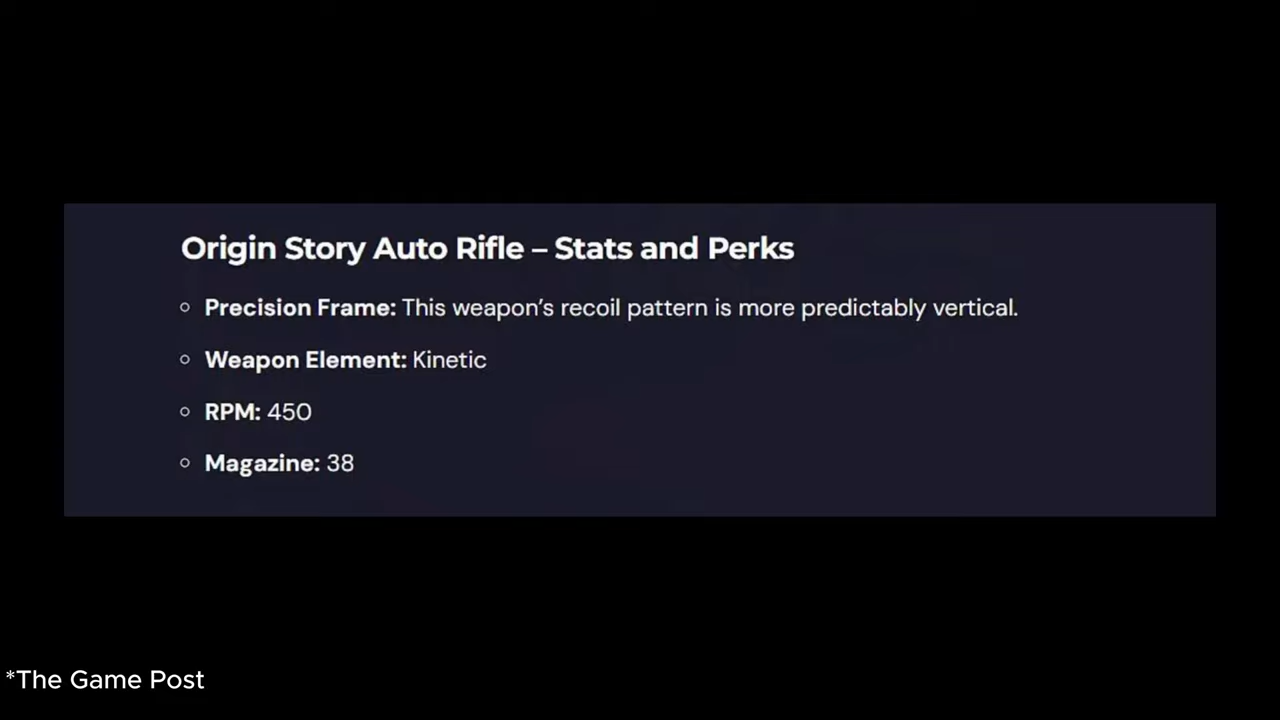 Origin Story Auto Rifle – Stats and Perks
Precision Frame: This weapon’s recoil pattern is more predictably vertical.
Weapon Element: Kinetic
RPM: 450
Magazine: 38
*The Game Post